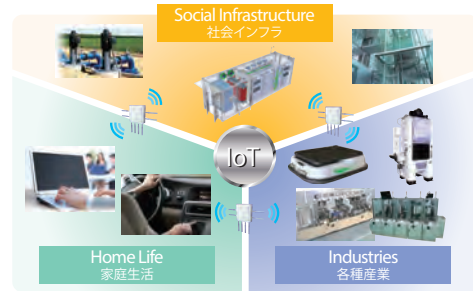 Social Infrastructure
社会インフラ
IoT
Home Life
家庭生活
Industries
各種産業